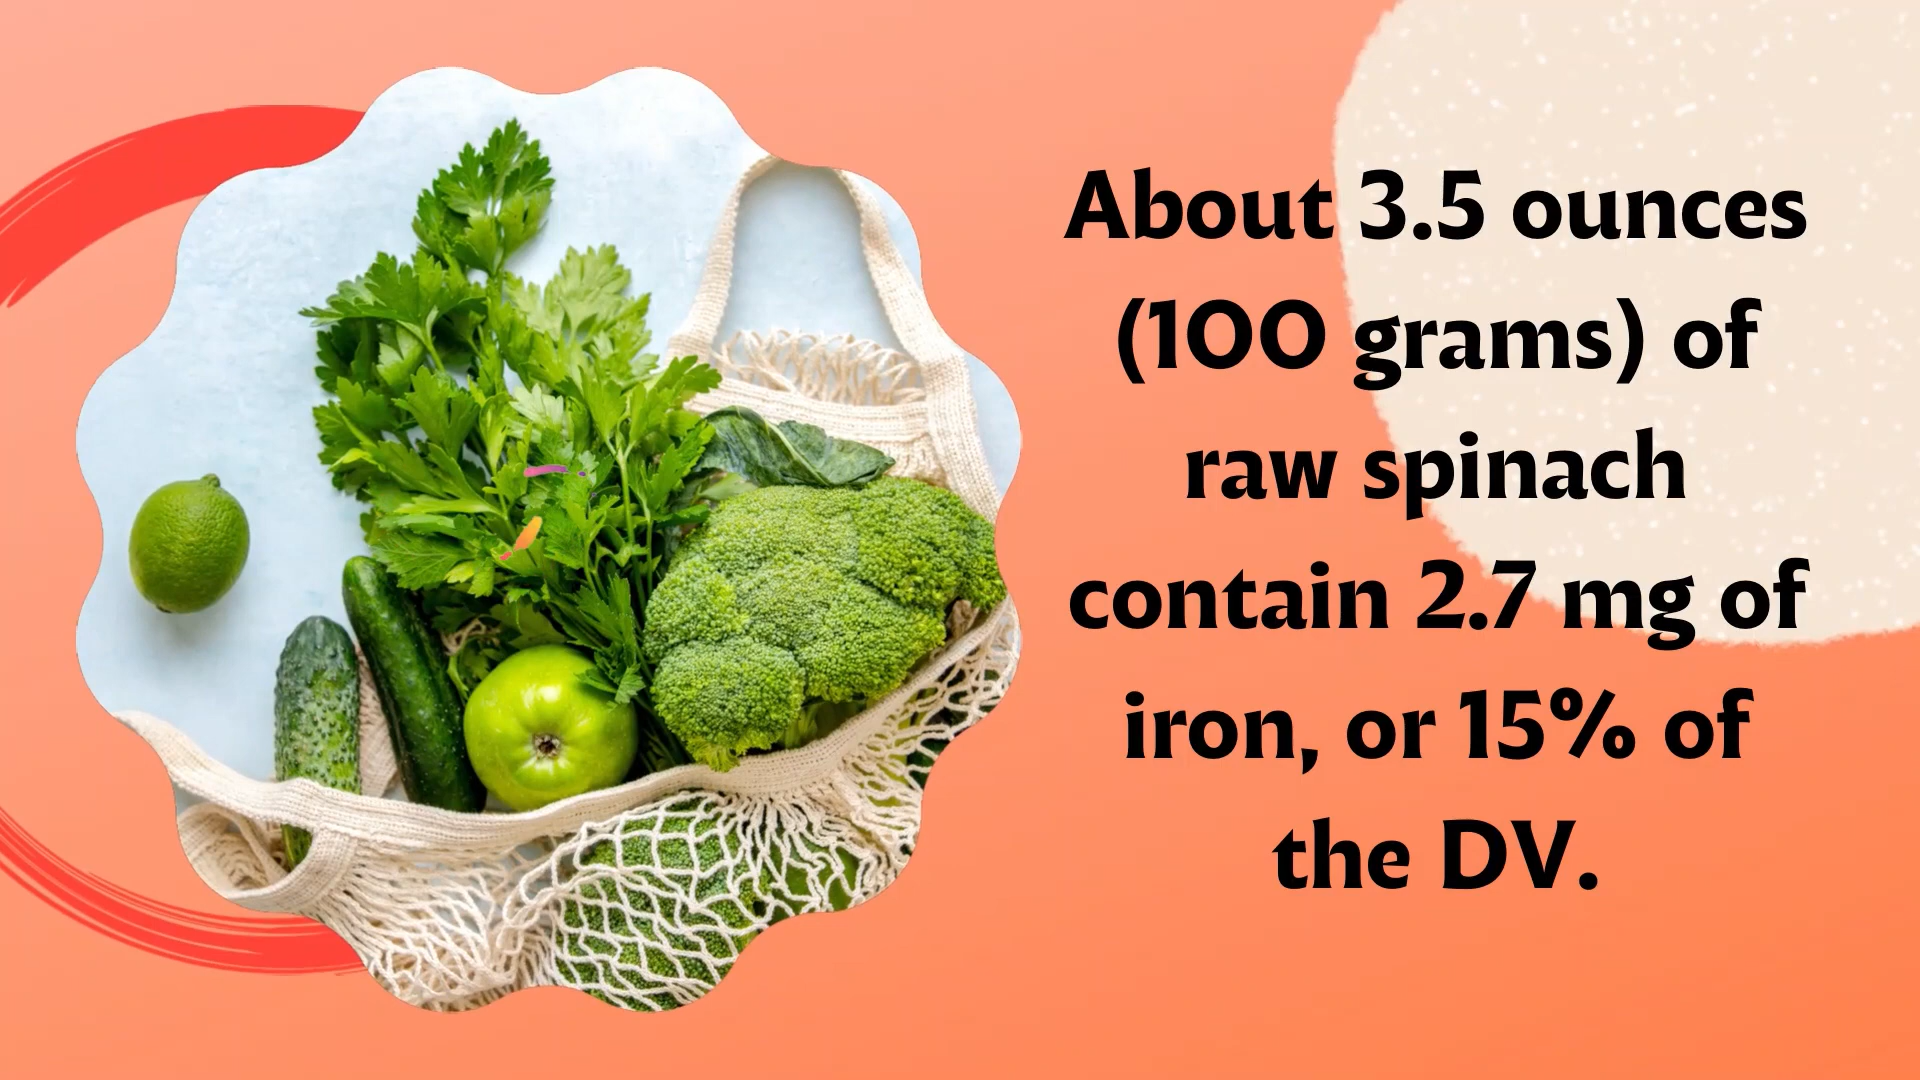 About 3.5 ounces
(100 grams) of
raw spinach
contain 2.7 mg of
iron, or 15% of
the DV.